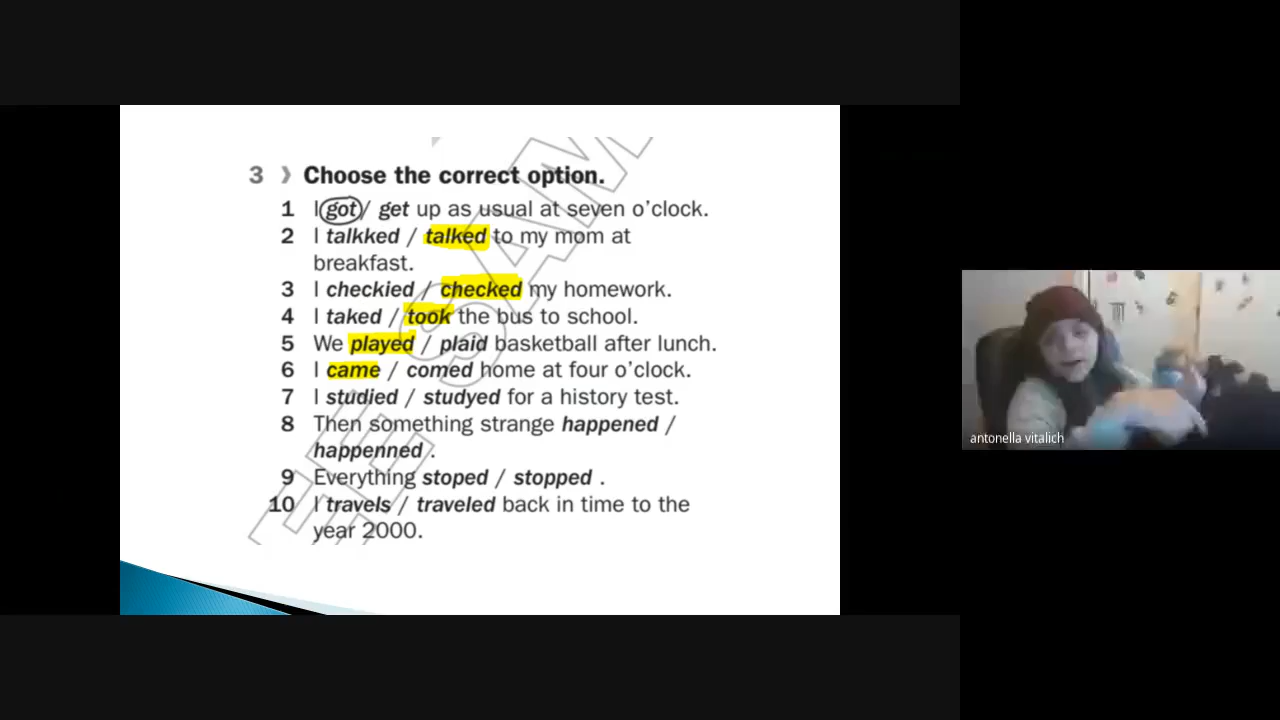 3 ❭ Choose the correct option.
1 I got / get up as usual at seven o'clock.
2 I talkked / talked to my mom at
breakfast.
3 I checkied / checked my homework.
4 I taked / took the bus to school.
5 We played / plaid basketball after lunch.
6 I came / comed home at four o'clock.
7 I studied / studyed for a history test.
8 Then something strange happened /
happenned .
9 Everything stoped / stopped .
10 I travels / traveled back in time to the
year 2000.
antonella vitalich